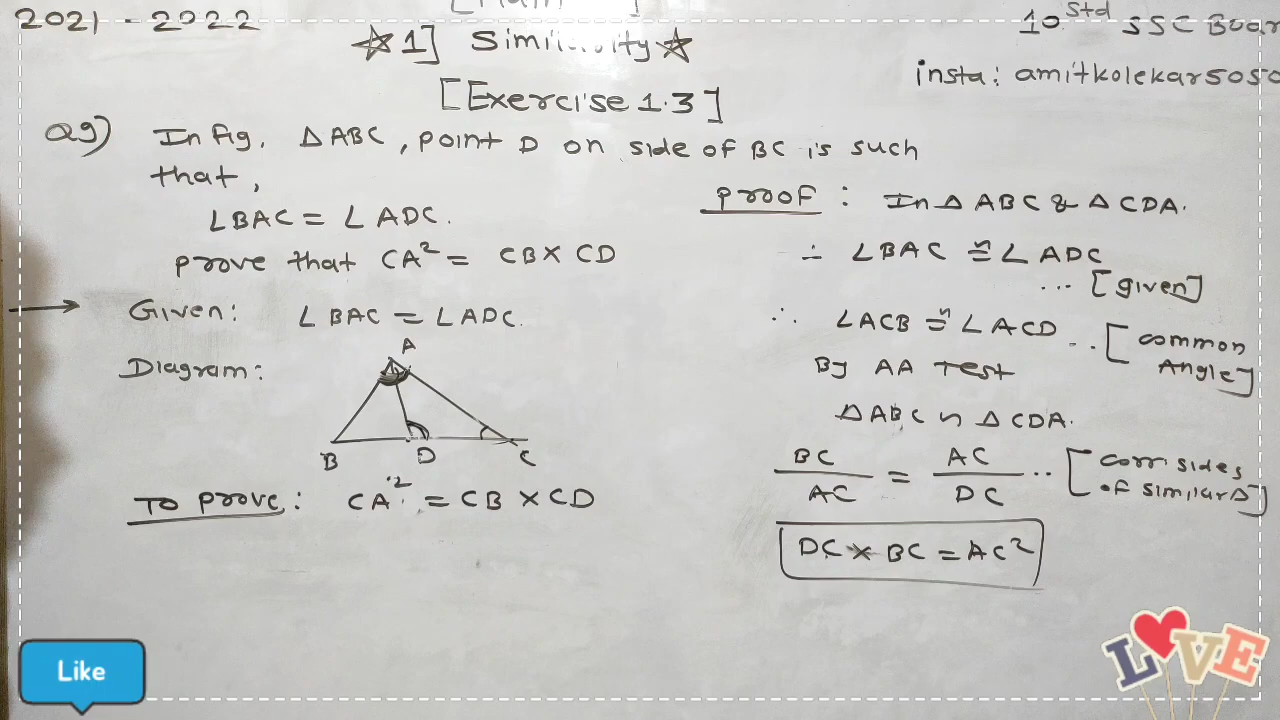 2021 - 2022
10 Std SSC Boar
☆ 1] Similarity ☆
insta: amitkolekar5050
[Exercise 1.3]
Q9) In fig. △ABC, point D on side of BC is such
that,
∠BAC = ∠ADC.
prove that CA² = CB × CD
Given: ∠BAC = ∠ADC.
Diagram:
A
B D C
To prove: CA² = CB × CD
Proof: In △ABC & △CDA.
∴ ∠BAC ≅ ∠ADC
... [given]
∴ ∠ACB ≅ ∠ACD ... [common
Angle]
By AA Test
△ABC ∽ △CDA.
BC/AC = AC/DC .. [corr sides
of similar △]
DC × BC = AC²
Like
LOVE